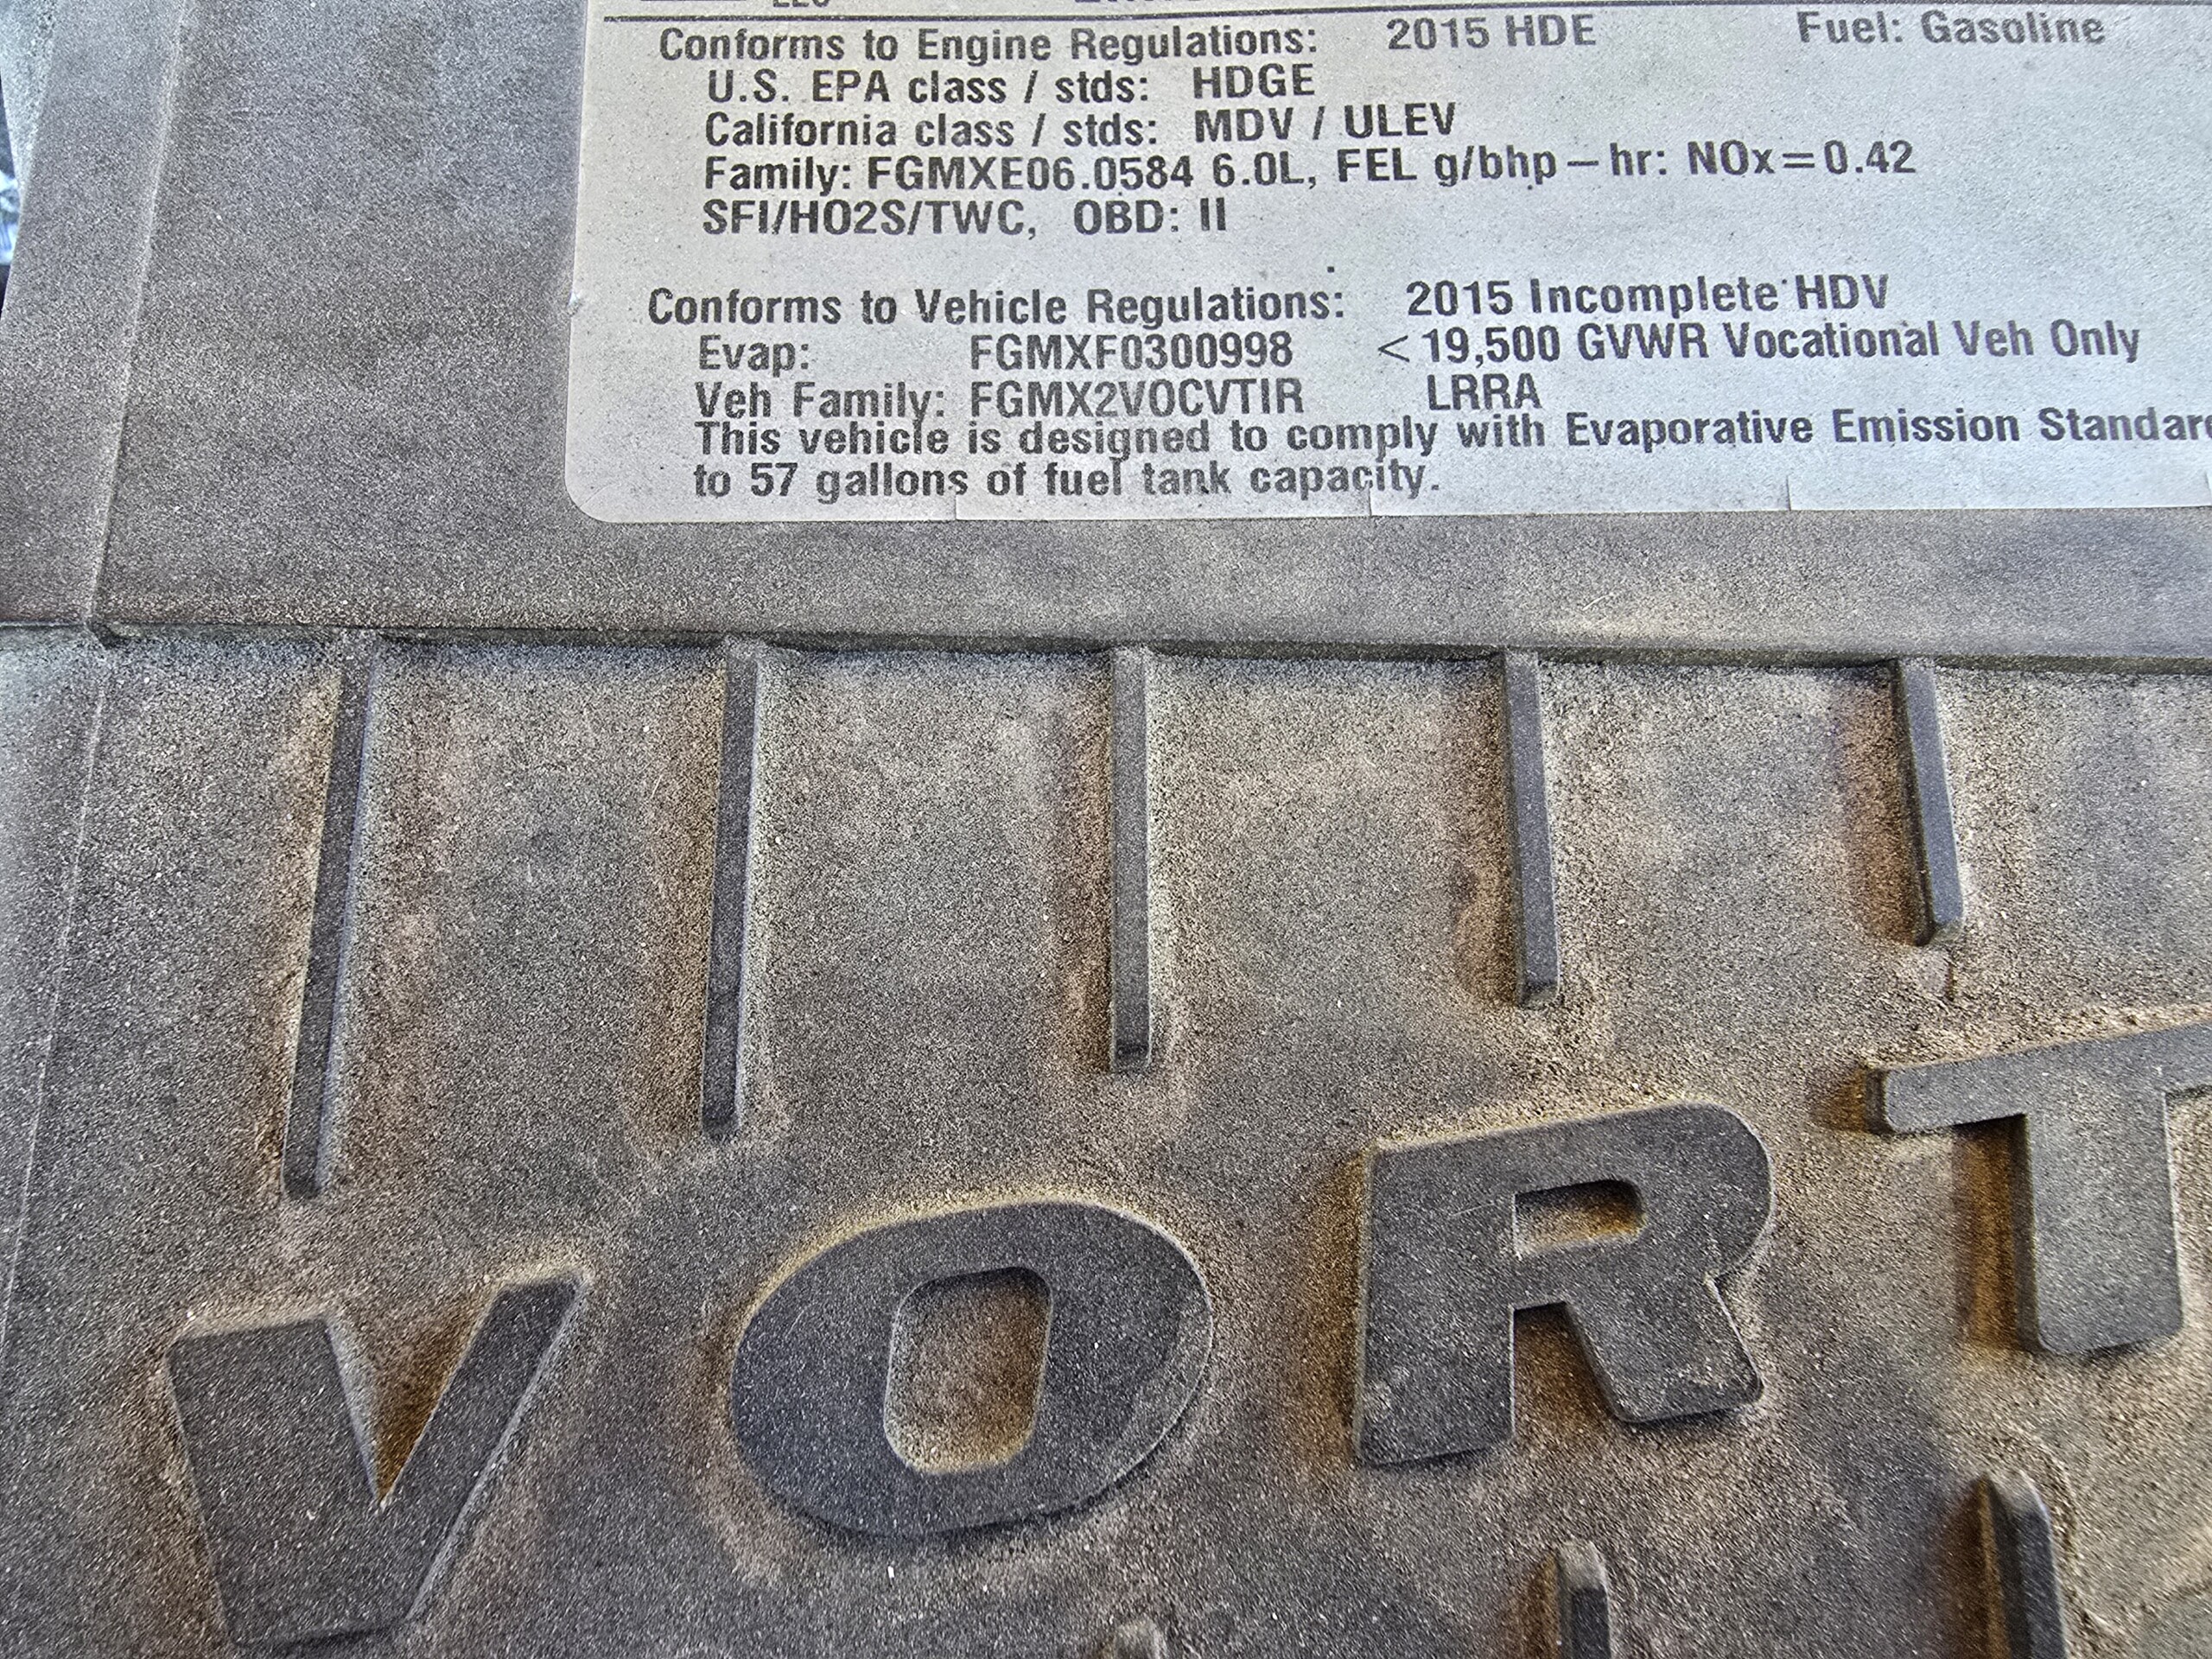 Conforms to Engine Regulations: 2015 HDE Fuel: Gasoline
U.S. EPA class / stds: HDGE
California class / stds: MDV / ULEV
Family: FGMXE06.0584 6.0L, FEL g/bhp-hr: NOx=0.42
SFI/HO2S/TWC, OBD: II
Conforms to Vehicle Regulations: 2015 Incomplete HDV
Evap: FGMXF0300998 <19,500 GVWR Vocational Veh Only
Veh Family: FGMX2VOCVTIR LRRA
This vehicle is designed to comply with Evaporative Emission Standar
to 57 gallons of fuel tank capacity.
VORT